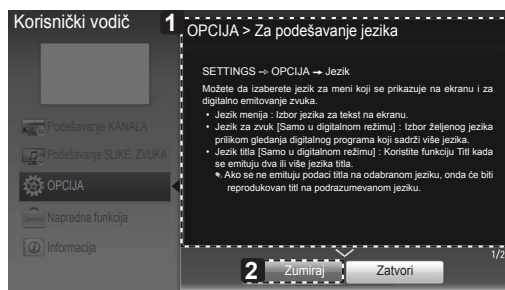 Korisnički vodič
1
OPCIJA > Za podešavanje jezika
SETTINGS ➾ OPCIJA ➙ Jezik
Možete da izaberete jezik za meni koji se prikazuje na ekranu i za
digitalno emitovanje zvuka.
• Jezik menija : Izbor jezika za tekst na ekranu.
• Jezik za zvuk [Samo u digitalnom režimu] : Izbor željenog jezika
prilikom gledanja digitalnog programa koji sadrži više jezika.
• Jezik titla [Samo u digitalnom režimu] : Koristite funkciju Titl kada
se emituju dva ili više jezika titla.
✎ Ako se ne emituju podaci titla na odabranom jeziku, onda će biti
reprodukovan titl na podrazumevanom jeziku.
Podešavanje KANALA
Podešavanje SLIKE, ZVUKA
OPCIJA
Napredna funkcija
Informacija
1/2
2
Zumiraj
Zatvori